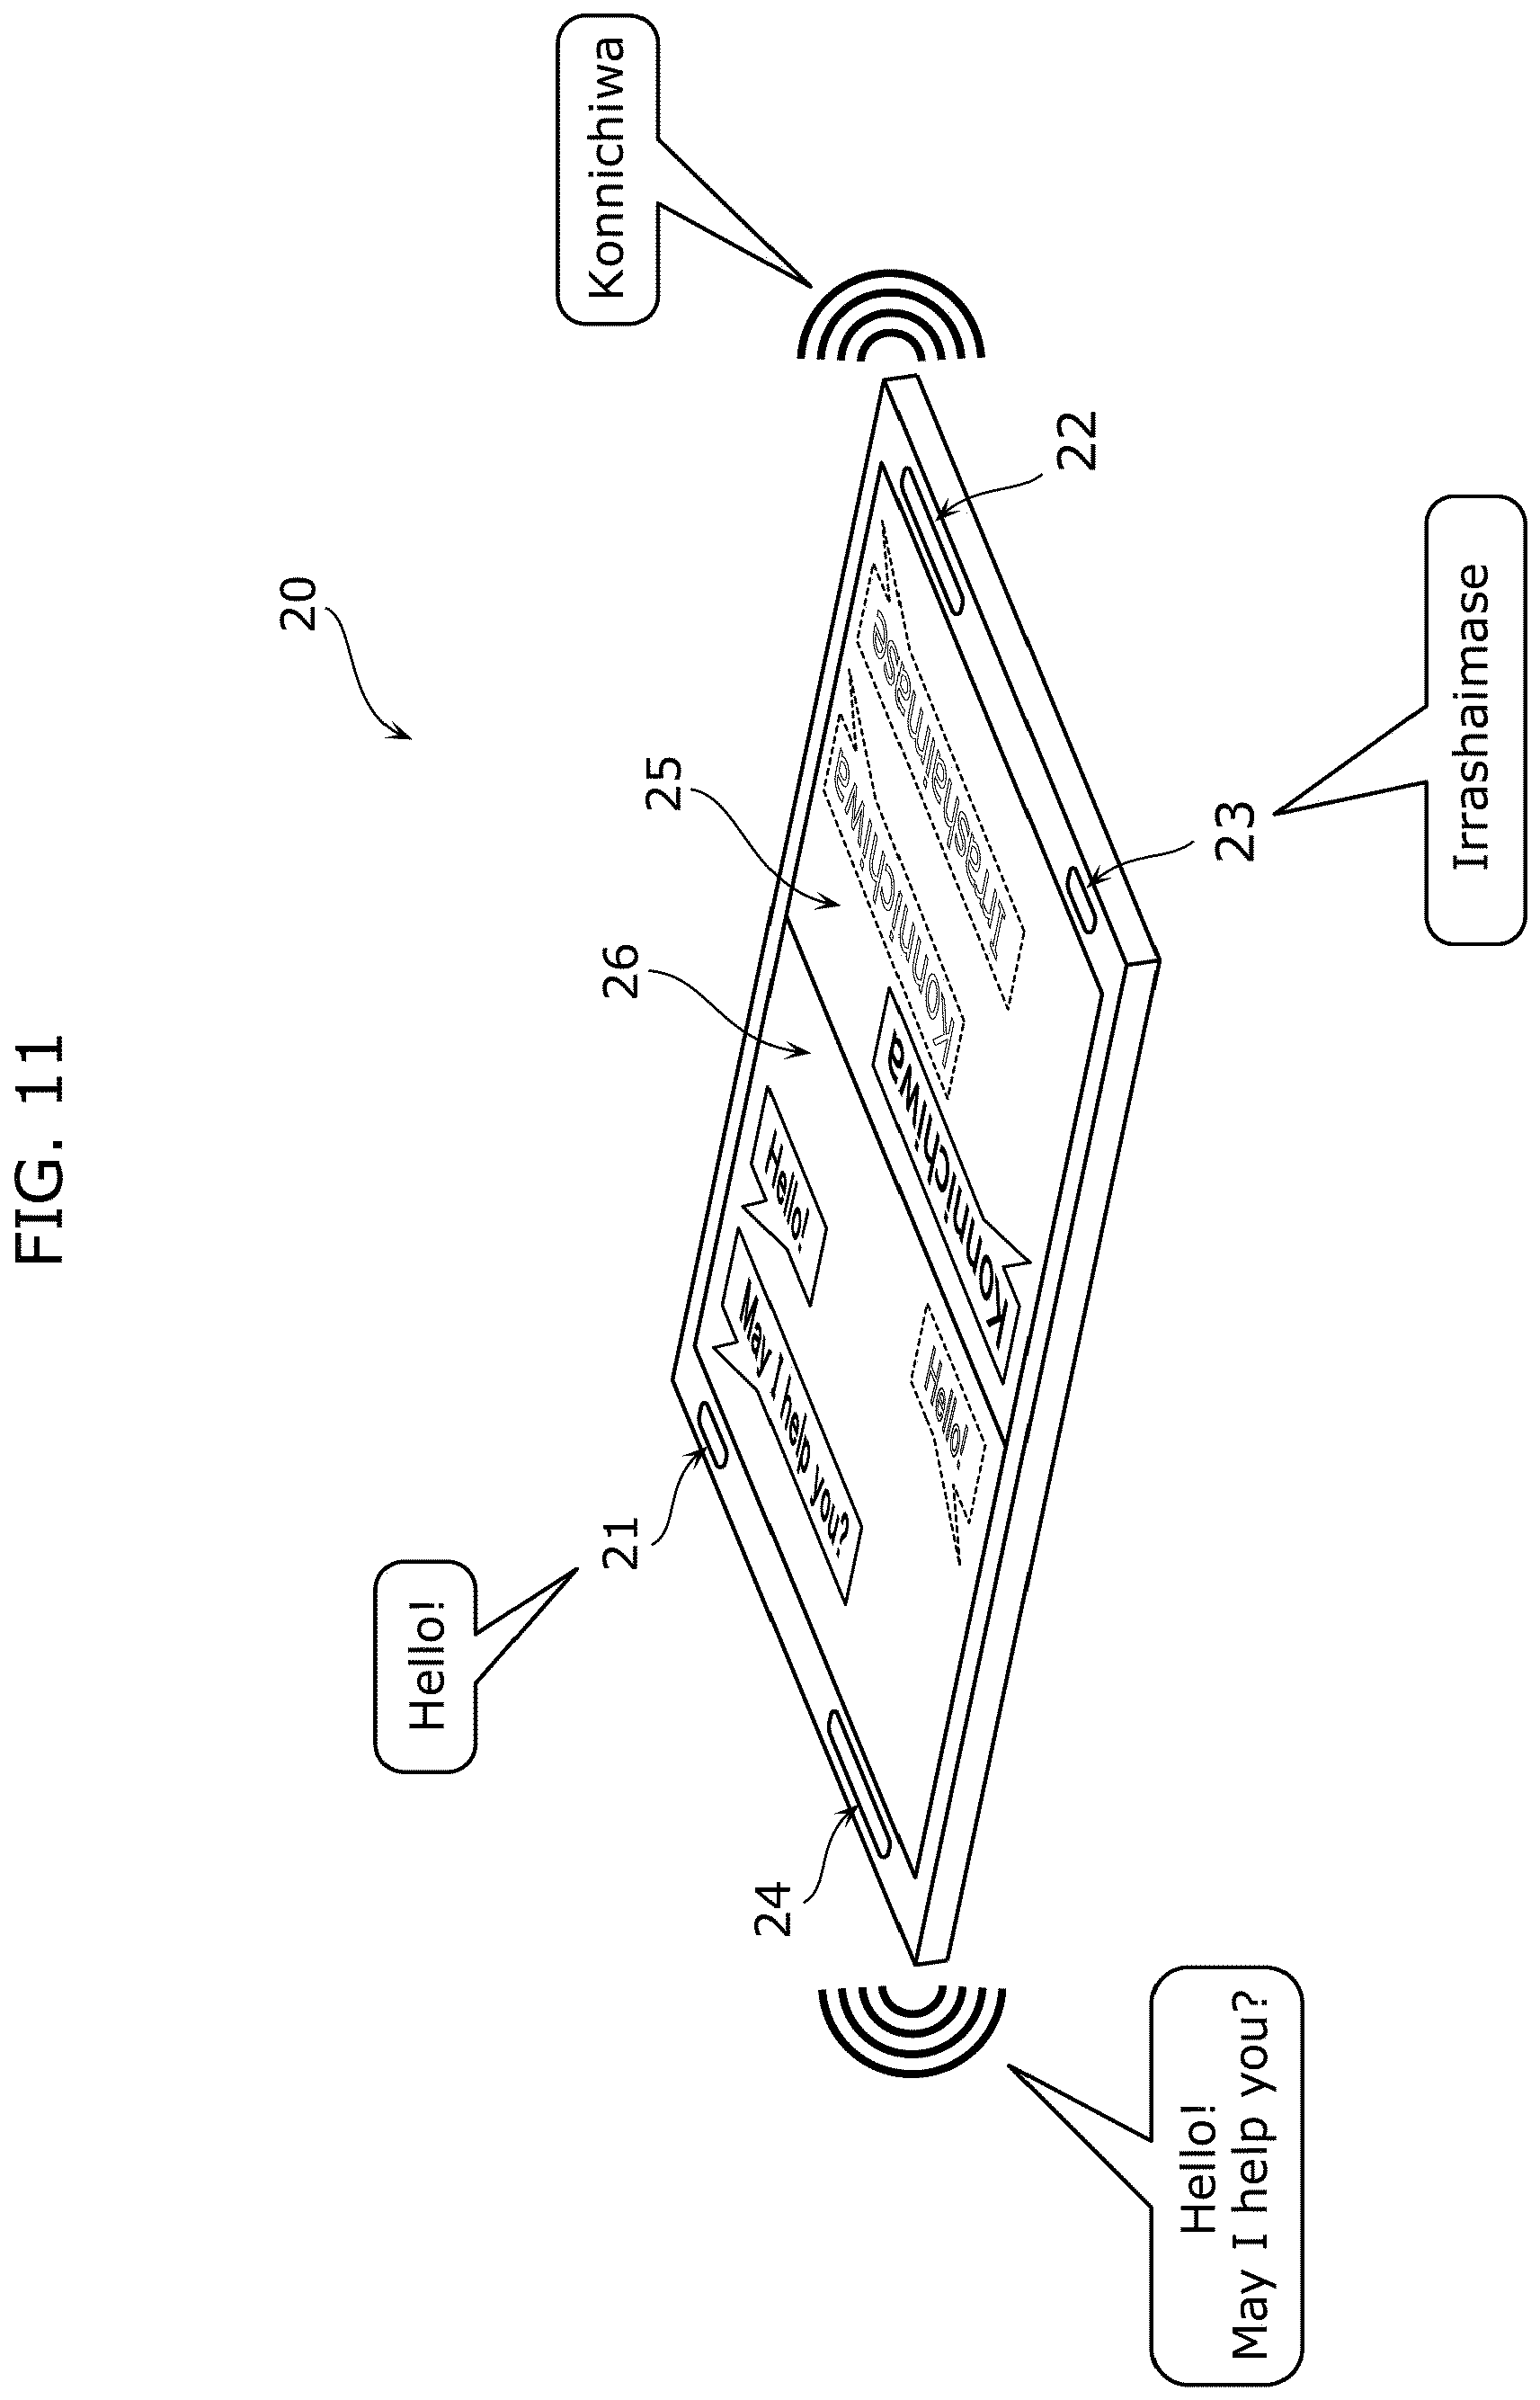 FIG. 11
20
Hello!
21
24
26
25
Konnichiwa
22
23
Irrashaimase
Hello!
May I help you?
Hello!
May I help you?
Hello!
Konnichiwa
Konnichiwa
Irrashaimase